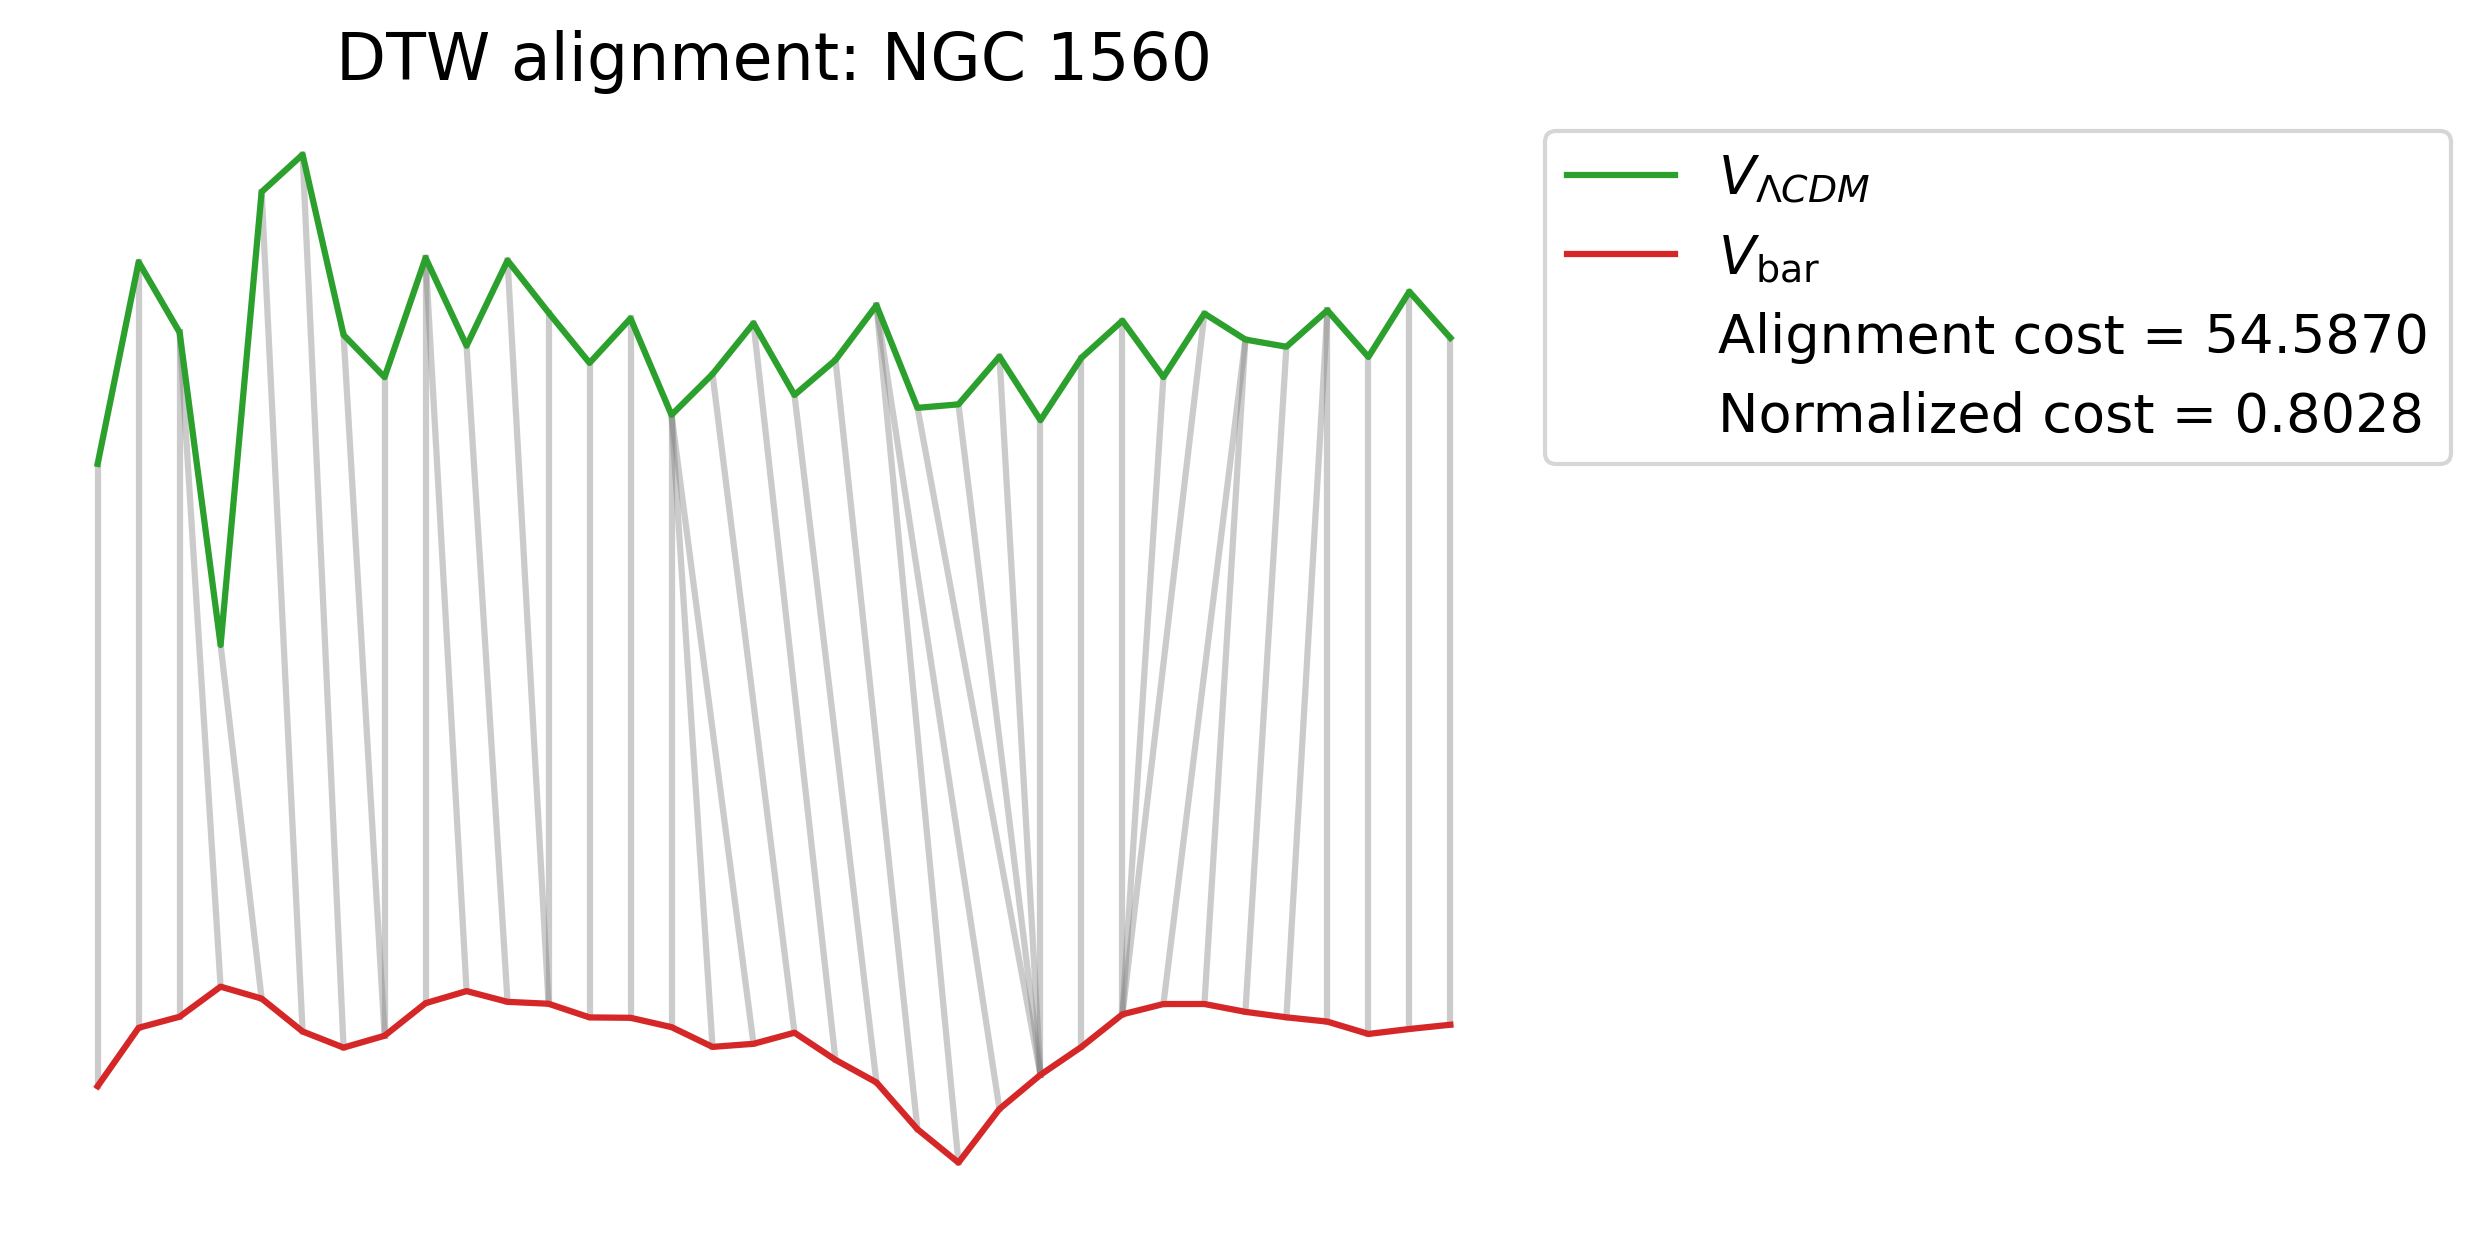 DTW alignment: NGC 1560
V_ΛCDM
V_bar
Alignment cost = 54.5870
Normalized cost = 0.8028